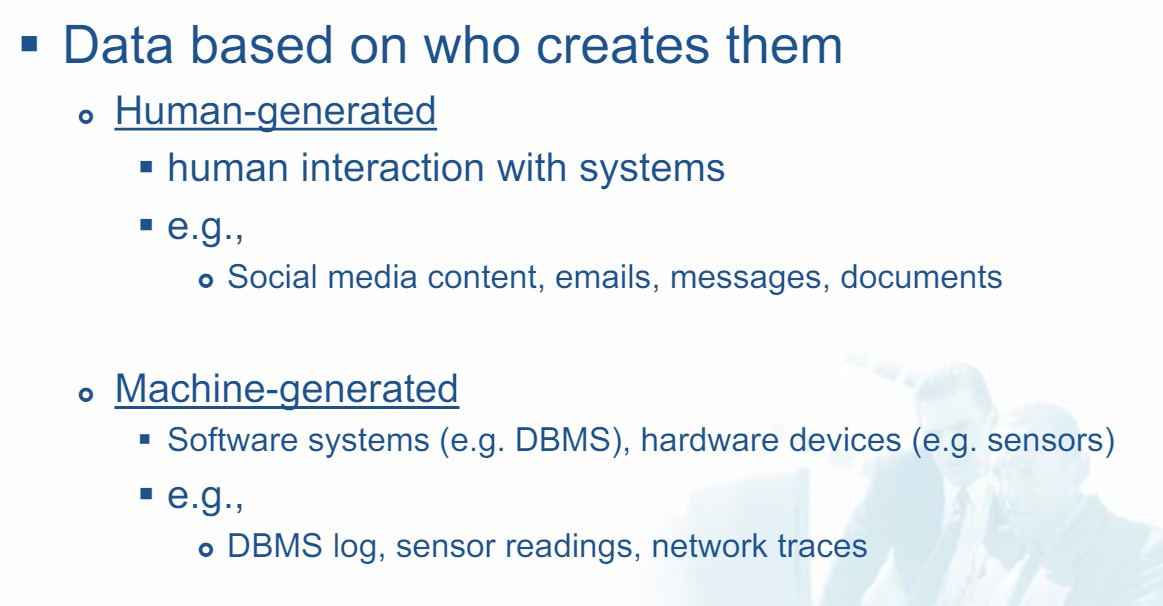 Data based on who creates them
Human-generated
human interaction with systems
e.g.,
Social media content, emails, messages, documents
Machine-generated
Software systems (e.g. DBMS), hardware devices (e.g. sensors)
e.g.,
DBMS log, sensor readings, network traces